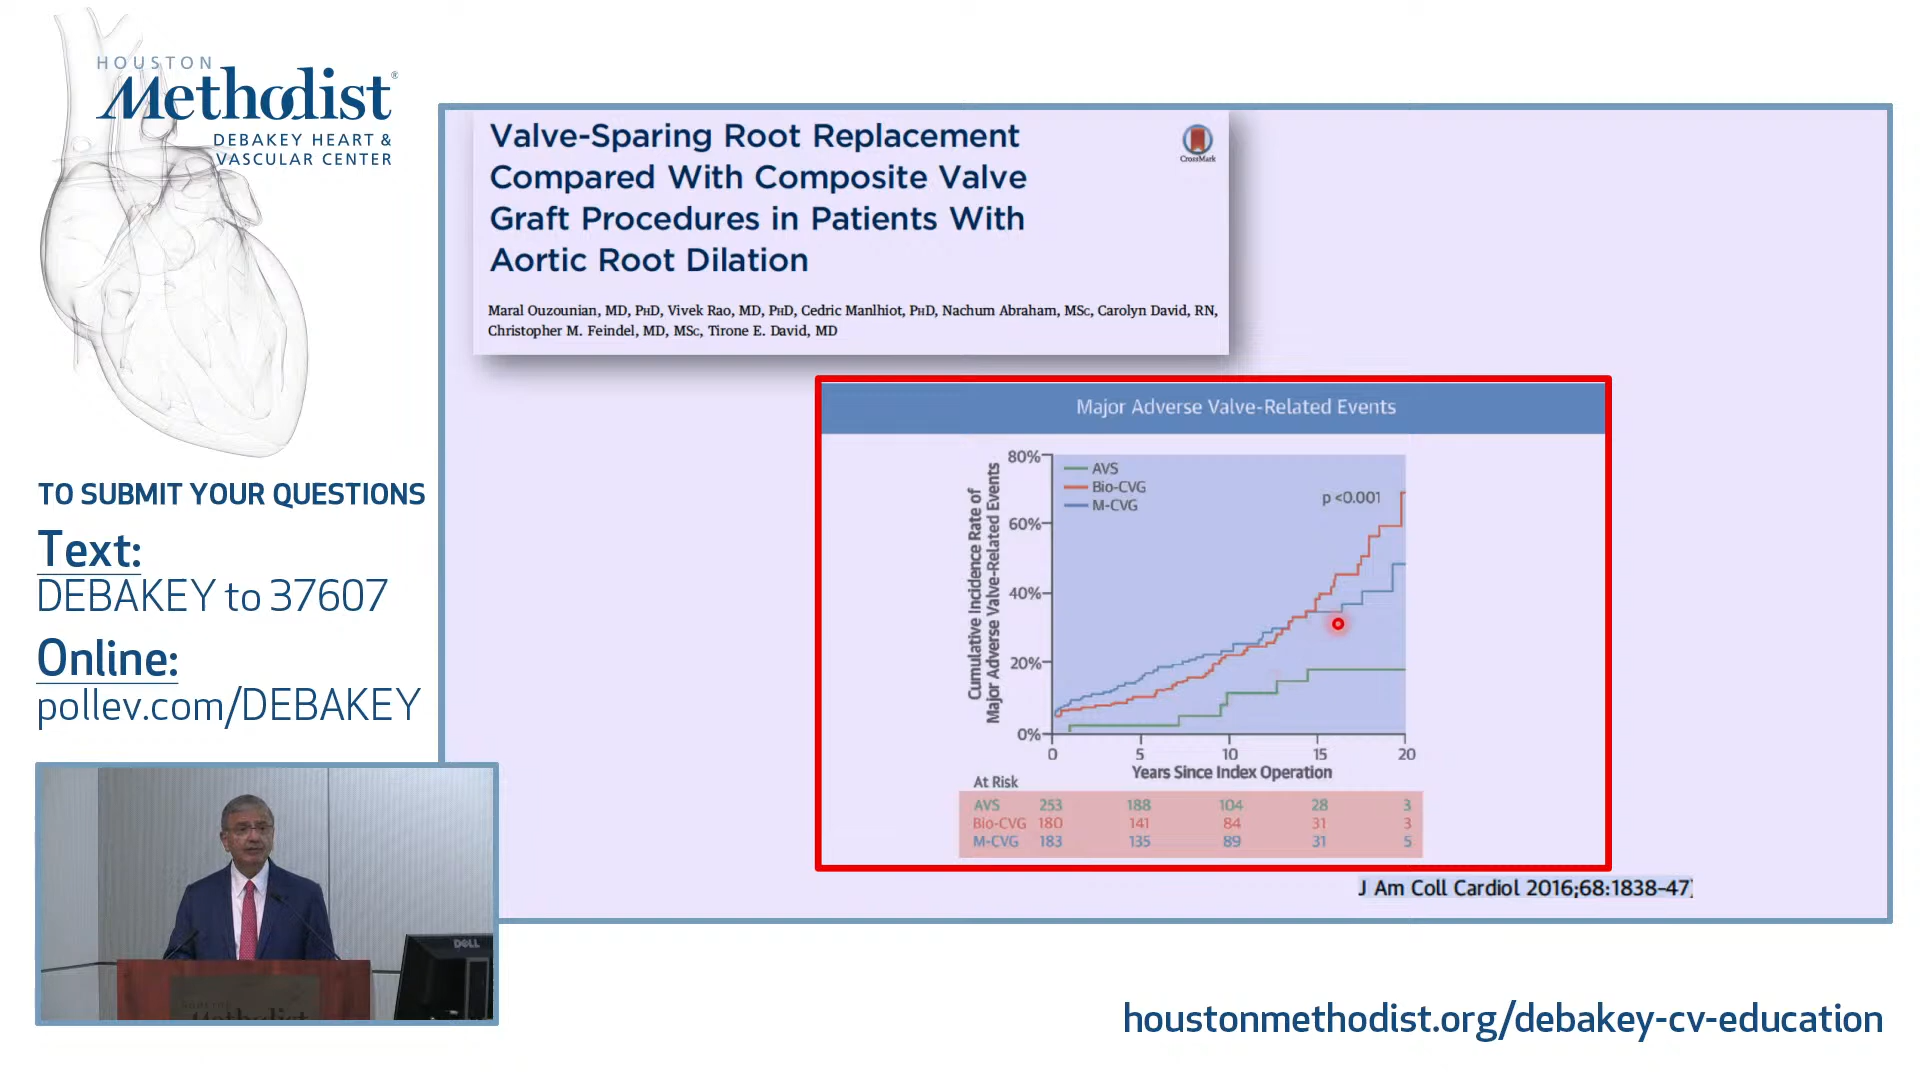 HOUSTON
Methodist®
DEBAKEY HEART &
VASCULAR CENTER
TO SUBMIT YOUR QUESTIONS
Text:
DEBAKEY to 37607
Online:
pollev.com/DEBAKEY
Valve-Sparing Root Replacement
Compared With Composite Valve
Graft Procedures in Patients With
Aortic Root Dilation
CrossMark
Maral Ouzounian, MD, PhD, Vivek Rao, MD, PhD, Cedric Manlhiot, PhD, Nachum Abraham, MSc, Carolyn David, RN,
Christopher M. Feindel, MD, MSc, Tirone E. David, MD
Major Adverse Valve-Related Events
Cumulative Incidence Rate of
Major Adverse Valve-Related Events
80%
60%
40%
20%
0%
AVS
Bio-CVG
M-CVG
p <0.001
0 5 10 15 20
Years Since Index Operation
At Risk
AVS 253 188 104 28 3
Bio-CVG 180 141 84 31 3
M-CVG 183 135 89 31 5
J Am Coll Cardiol 2016;68:1838–47)
DELL
Methodist
houstonmethodist.org/debakey-cv-education